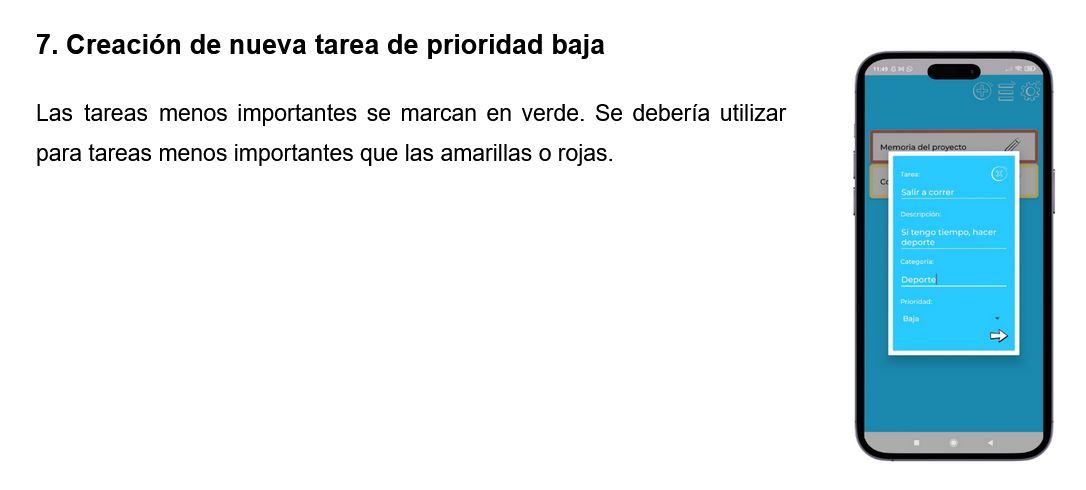 7. Creación de nueva tarea de prioridad baja
Las tareas menos importantes se marcan en verde. Se debería utilizar
para tareas menos importantes que las amarillas o rojas.
11:49
Memoria del proyecto
Tarea:
Salir a correr
Descripción:
Si tengo tiempo, hacer
deporte
Categoría:
Deporte
Prioridad:
Baja